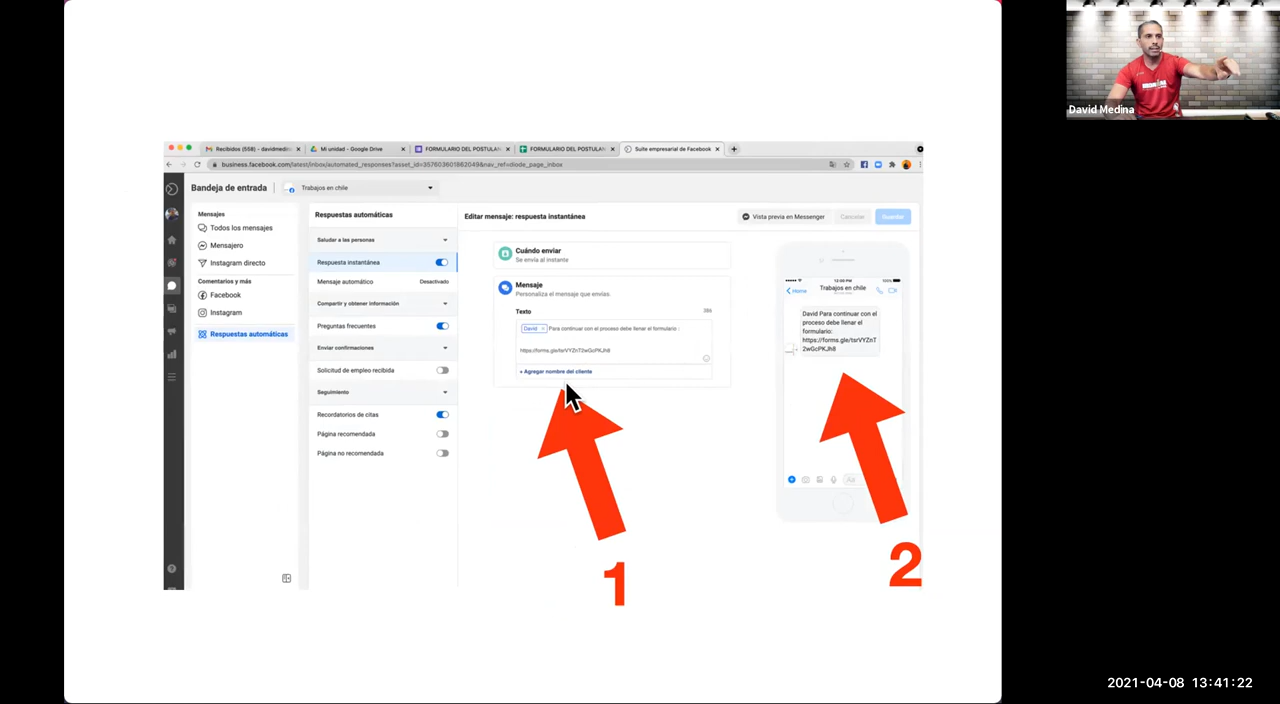 David Medina
Recibidos (558) - davidmedin
Mi unidad - Google Drive
FORMULARIO DEL POSTULAN
FORMULARIO DEL POSTULAN
Suite empresarial de Facebook
business.facebook.com/latest/inbox/automated_responses?asset_id=357603601862049&nav_ref=diode_page_inbox
Bandeja de entrada
Trabajos en chile
Mensajes
Todos los mensajes
Mensajero
Instagram directo
Comentarios y más
Facebook
Instagram
Respuestas automáticas
Respuestas automáticas
Saludar a las personas
Respuesta instantánea
Mensaje automático
Desactivado
Compartir y obtener información
Preguntas frecuentes
Enviar confirmaciones
Solicitud de empleo recibida
Seguimiento
Recordatorios de citas
Página recomendada
Página no recomendada
Editar mensaje: respuesta instantánea
Vista previa en Messenger
Cancelar
Guardar
Cuándo enviar
Se envía al instante
Mensaje
Personaliza el mensaje que envías.
Texto
David × Para continuar con el proceso debe llenar el formulario :
+ Agregar nombre del cliente
12:00 PM
100%
Home
Trabajos en chile
David Para continuar con el
proceso debe llenar el
formulario:
https://forms.gle/tsrVYZnT
2wGcPKJh8
Aa
1
2
2021-04-08 13:41:22